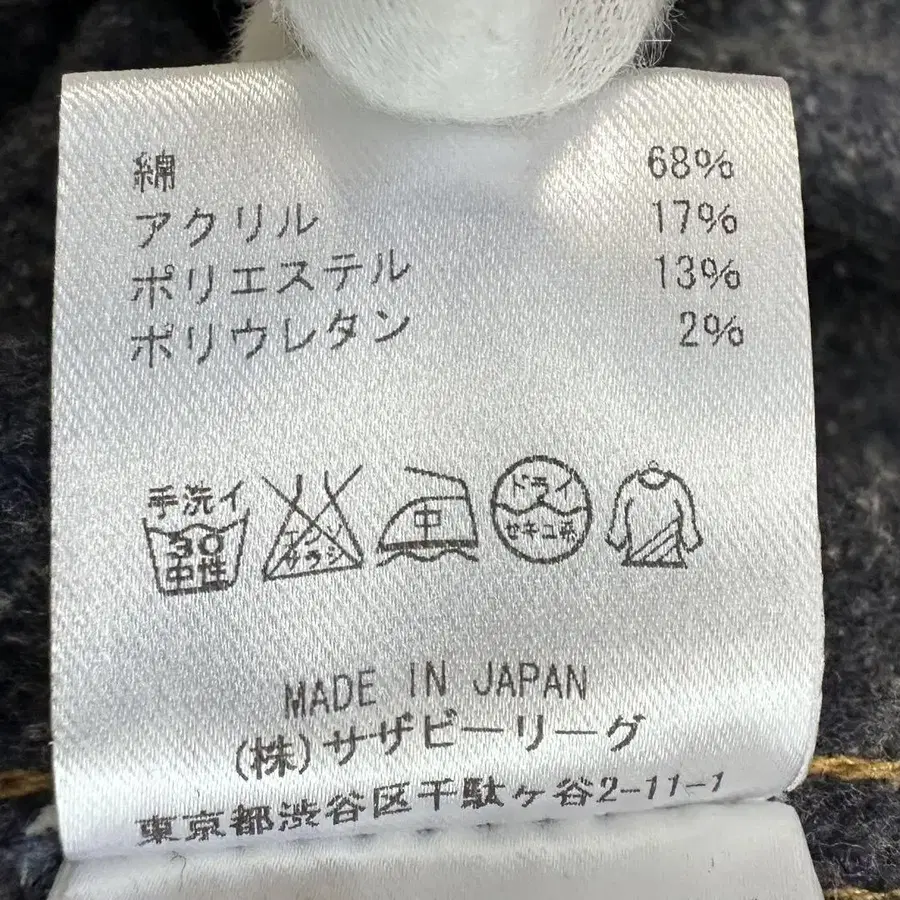 綿 68%
アクリル 17%
ポリエステル 13%
ポリウレタン 2%
手洗イ
30
中性
エンソ
サラシ
中
ドライ
セキユ系
MADE IN JAPAN
(株)サザビーリーグ
東京都渋谷区千駄ヶ谷2-11-1